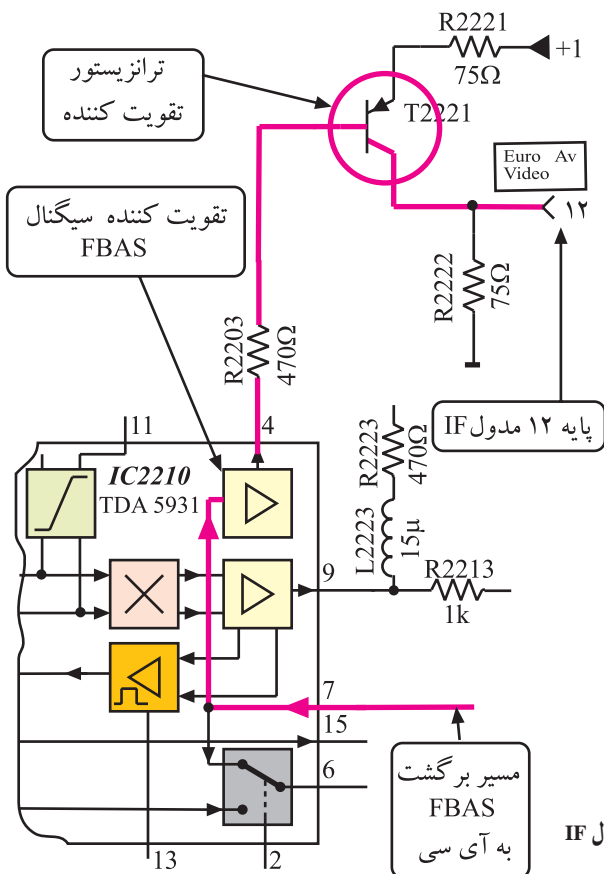 R2221
75Ω
+1
T2221
ترانزیستور
تقویت کننده
Euro Av
Video
۱۲
تقویت کننده سیگنال
FBAS
R2222
75Ω
R2203
470Ω
پایه ۱۲ مدول IF
11
4
IC2210
TDA 5931
R2223
470Ω
L2223
15µ
9
R2213
1k
7
15
6
مسیر برگشت
FBAS
به آی سی
13
2
ل IF